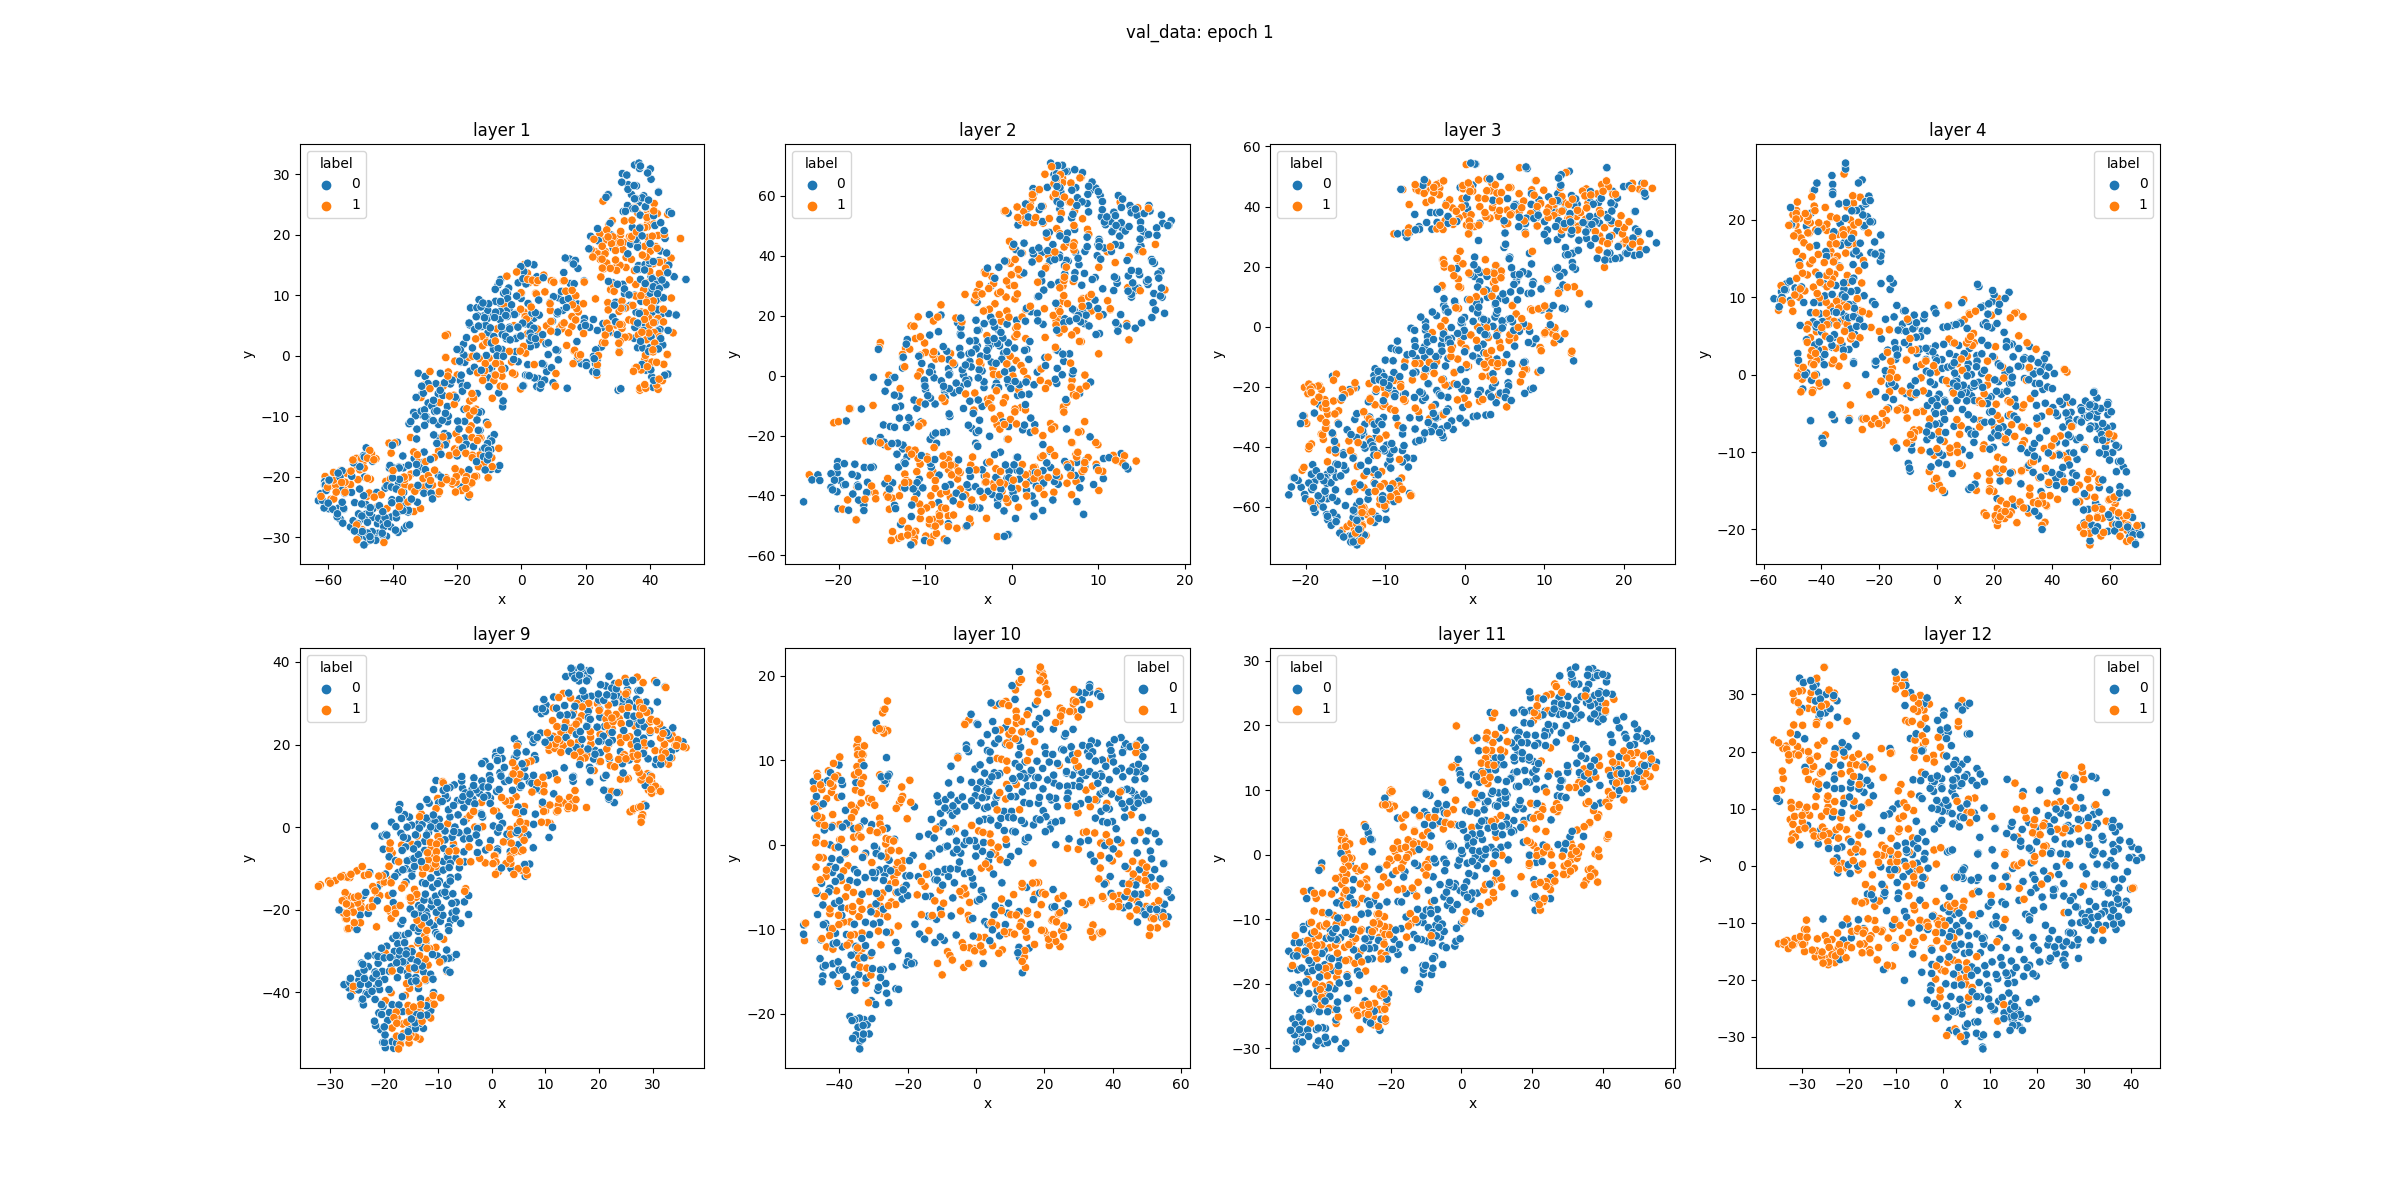 val_data: epoch 1
layer 1
layer 2
layer 3
layer 4
label
0
1
label
0
1
label
0
1
label
0
1
y
30
20
10
0
−10
−20
−30
y
60
40
20
0
−20
−40
−60
y
60
40
20
0
−20
−40
−60
y
20
10
0
−10
−20
−60 −40 −20 0 20 40
−20 −10 0 10 20
−20 −10 0 10 20
−60 −40 −20 0 20 40 60
x
x
x
x
layer 9
layer 10
layer 11
layer 12
label
0
1
label
0
1
label
0
1
label
0
1
y
40
20
0
−20
−40
y
20
10
0
−10
−20
y
30
20
10
0
−10
−20
−30
y
30
20
10
0
−10
−20
−30
−30 −20 −10 0 10 20 30
−40 −20 0 20 40 60
−40 −20 0 20 40 60
−30 −20 −10 0 10 20 30 40
x
x
x
x